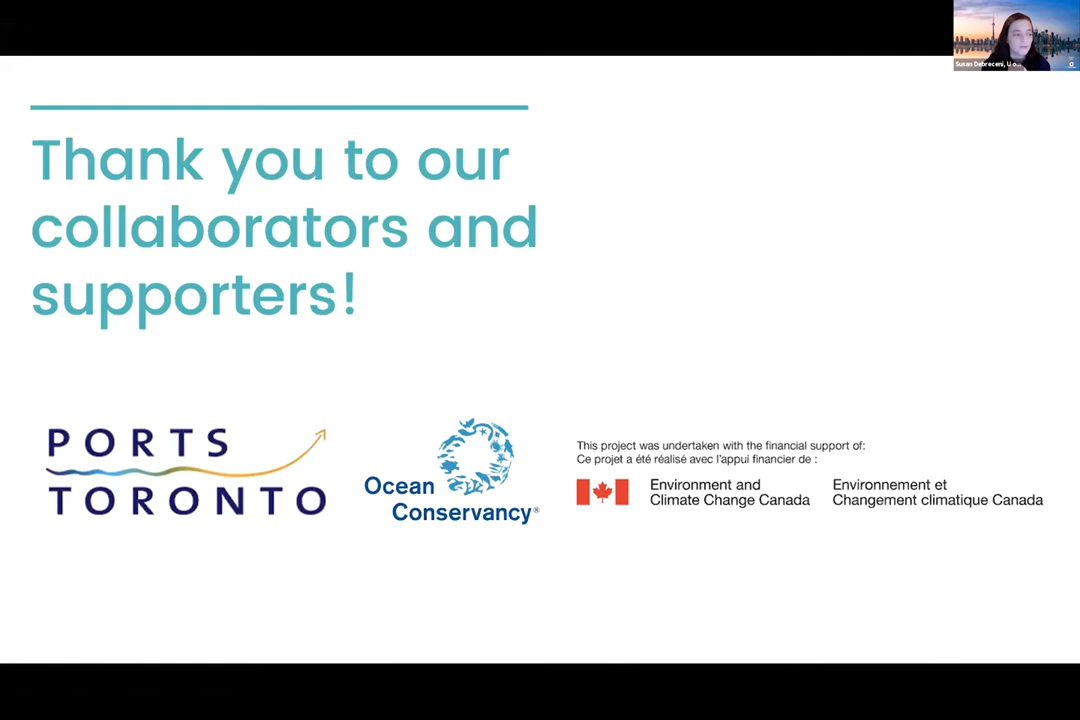 Susan Debreceni, U o...
Thank you to our
collaborators and
supporters!
PORTS
TORONTO
Ocean
Conservancy®
This project was undertaken with the financial support of:
Ce projet a été réalisé avec l'appui financier de :
Environment and
Climate Change Canada
Environnement et
Changement climatique Canada